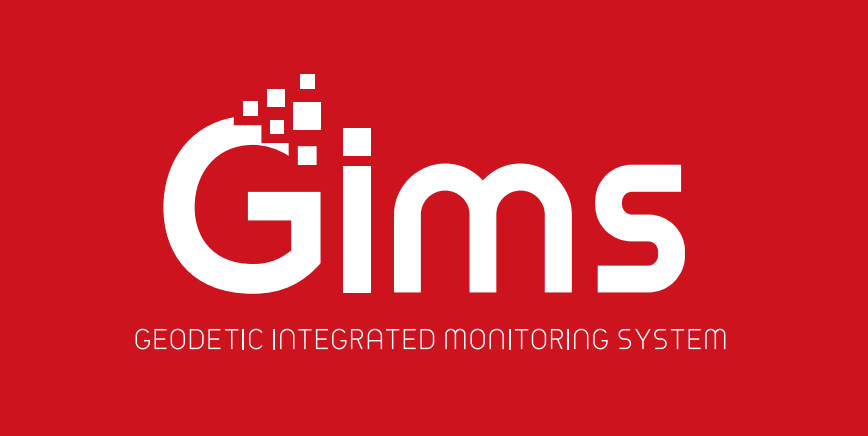 Gims
GEODETIC INTEGRATED MONITORING SYSTEM